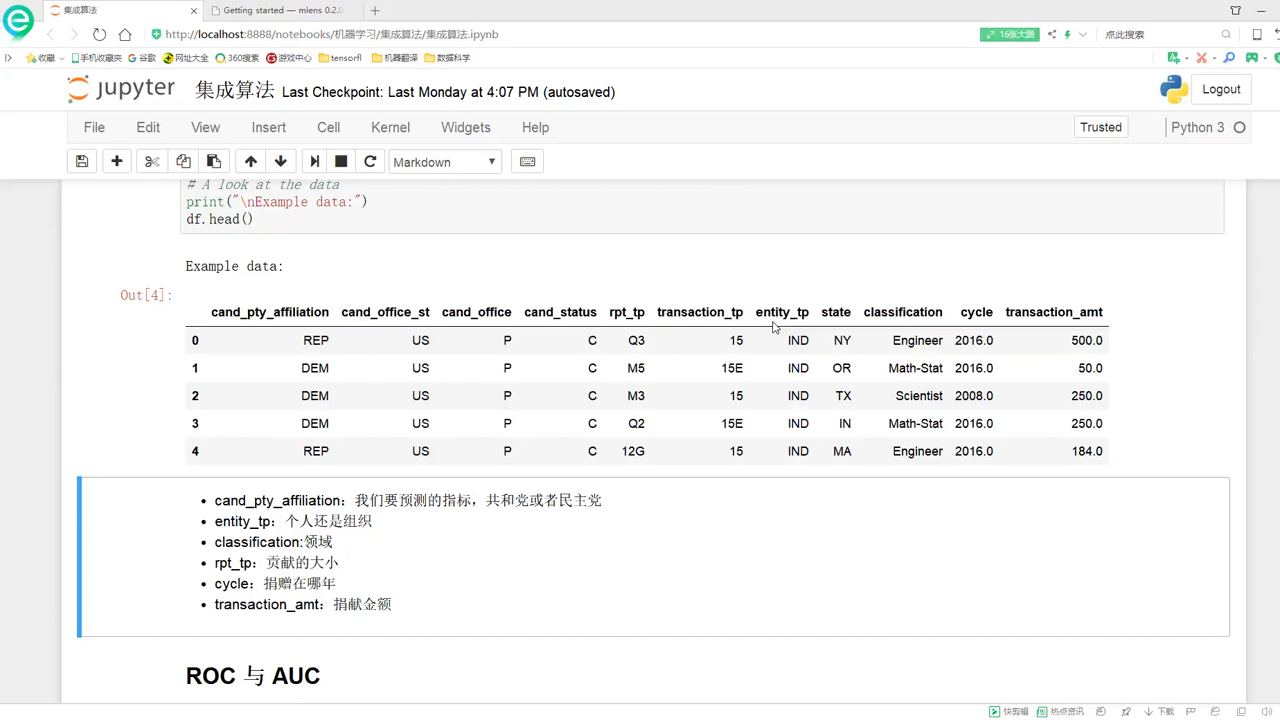 集成算法 Getting started — mlens 0.2.0
http://localhost:8888/notebooks/机器学习/集成算法/集成算法.ipynb 16张大图 点此搜索
收藏 手机收藏夹 谷歌 网址大全 360搜索 游戏中心 tensorfl 机器翻译 数据科学
jupyter 集成算法 Last Checkpoint: Last Monday at 4:07 PM (autosaved) Logout
File Edit View Insert Cell Kernel Widgets Help Trusted Python 3
Markdown
# A look at the data
print("\nExample data:")
df.head()
Example data:
Out[4]:
cand_pty_affiliation cand_office_st cand_office cand_status rpt_tp transaction_tp entity_tp state classification cycle transaction_amt
0 REP US P C Q3 15 IND NY Engineer 2016.0 500.0
1 DEM US P C M5 15E IND OR Math-Stat 2016.0 50.0
2 DEM US P C M3 15 IND TX Scientist 2008.0 250.0
3 DEM US P C Q2 15E IND IN Math-Stat 2016.0 250.0
4 REP US P C 12G 15 IND MA Engineer 2016.0 184.0
• cand_pty_affiliation：我们要预测的指标，共和党或者民主党
• entity_tp：个人还是组织
• classification:领域
• rpt_tp：贡献的大小
• cycle：捐赠在哪年
• transaction_amt：捐献金额
ROC 与 AUC
快剪辑 热点资讯 下载